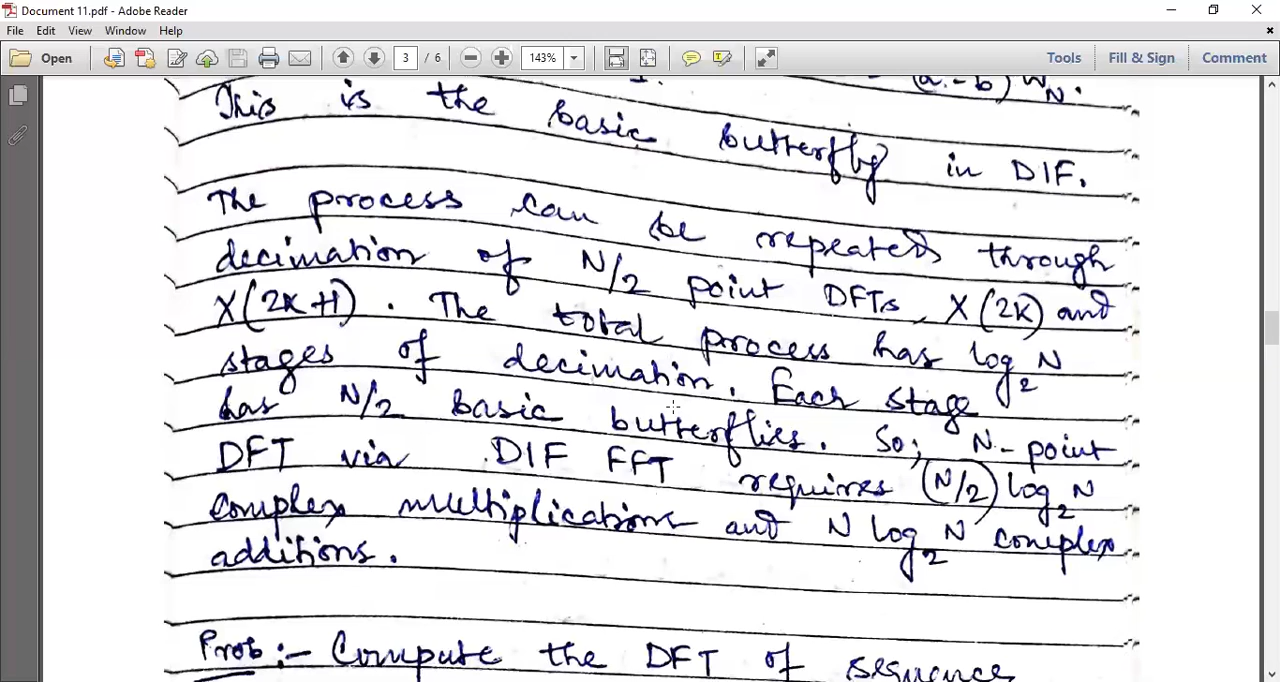 Document 11.pdf - Adobe Reader
File Edit View Window Help
Open 3 / 6 143% Tools Fill & Sign Comment
(a - b) W_N.
This is the basic butterfly in DIF.
The process can be repeated through
decimation of N/2 point DFTs, X(2K) and
X(2K+1). The total process has log₂ N
stages of decimation. Each stage
has N/2 basic butterflies. So; N-point
DFT via DIF FFT requires (N/2) log₂ N
complex multiplications and N log₂ N complex
additions.
Prob:- Compute the DFT of sequence